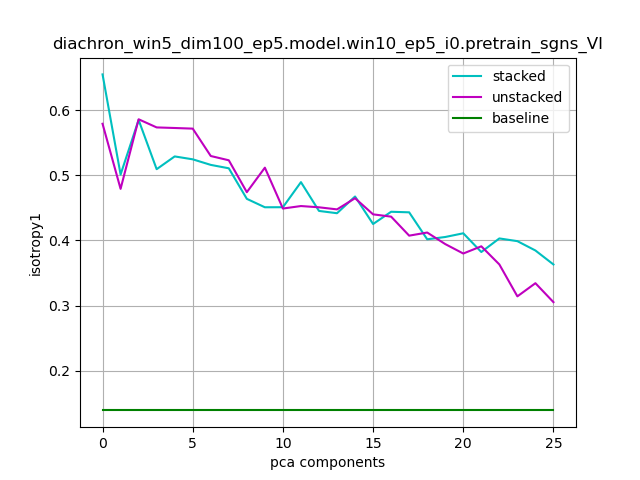 diachron_win5_dim100_ep5.model.win10_ep5_i0.pretrain_sgns_VI
stacked
unstacked
baseline
0.6
0.5
0.4
0.3
0.2
isotropy1
0 5 10 15 20 25
pca components